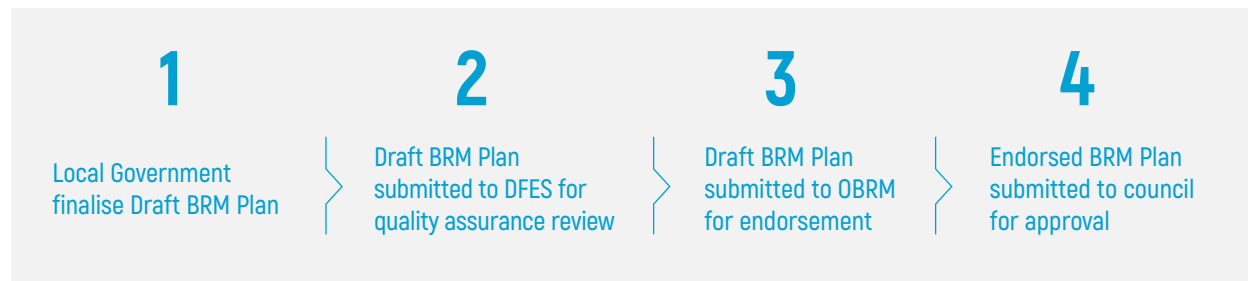 1
Local Government
finalise Draft BRM Plan
2
Draft BRM Plan
submitted to DFES for
quality assurance review
3
Draft BRM Plan
submitted to OBRM
for endorsement
4
Endorsed BRM Plan
submitted to council
for approval